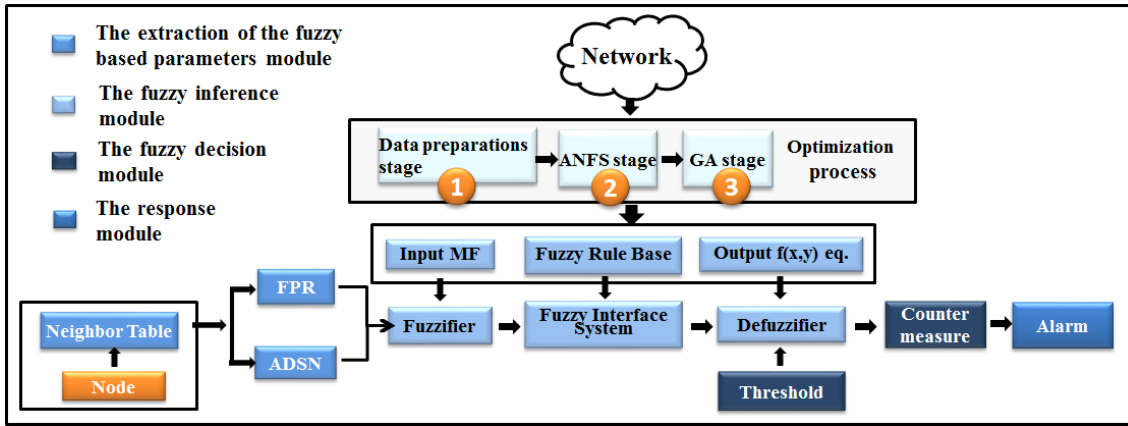 The extraction of the fuzzy
based parameters module
The fuzzy inference
module
The fuzzy decision
module
The response
module
Network
Data preparations
stage
1
ANFS stage
2
GA stage
3
Optimization
process
Input MF
Fuzzy Rule Base
Output f(x,y) eq.
Neighbor Table
Node
FPR
ADSN
Fuzzifier
Fuzzy Interface
System
Defuzzifier
Threshold
Counter
measure
Alarm